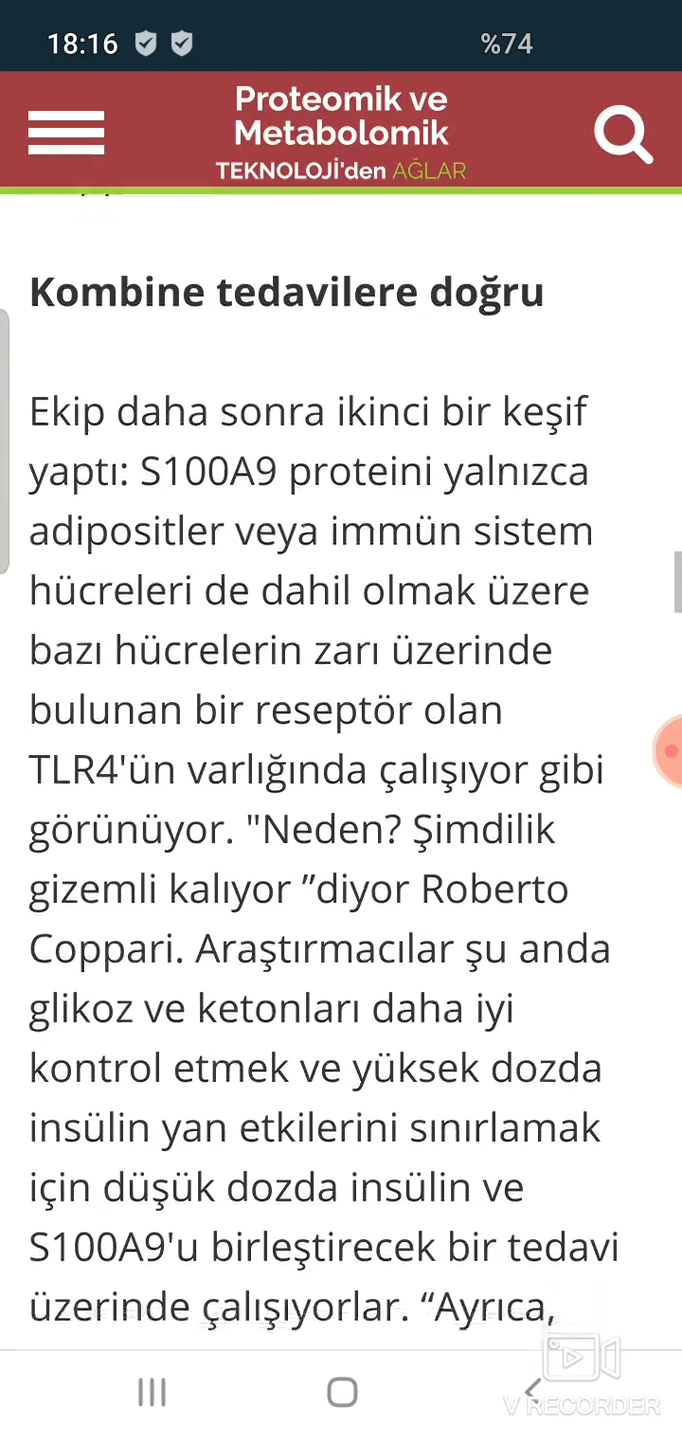 18:16
%74
Proteomik ve
Metabolomik
TEKNOLOJİ'den AĞLAR
Kombine tedavilere doğru
Ekip daha sonra ikinci bir keşif
yaptı: S100A9 proteini yalnızca
adipositler veya immün sistem
hücreleri de dahil olmak üzere
bazı hücrelerin zarı üzerinde
bulunan bir reseptör olan
TLR4'ün varlığında çalışıyor gibi
görünüyor. "Neden? Şimdilik
gizemli kalıyor ”diyor Roberto
Coppari. Araştırmacılar şu anda
glikoz ve ketonları daha iyi
kontrol etmek ve yüksek dozda
insülin yan etkilerini sınırlamak
için düşük dozda insülin ve
S100A9'u birleştirecek bir tedavi
üzerinde çalışıyorlar. “Ayrıca,
V RECORDER